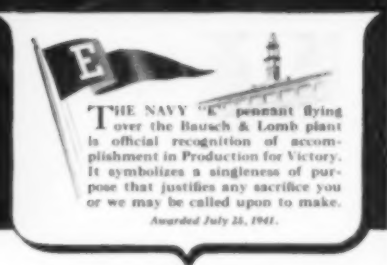 E
THE NAVY "E" pennant flying
over the Bausch & Lomb plant
is official recognition of accom-
plishment in Production for Victory.
It symbolizes a singleness of pur-
pose that justifies any sacrifice you
or we may be called upon to make.
Awarded July 25, 1941.